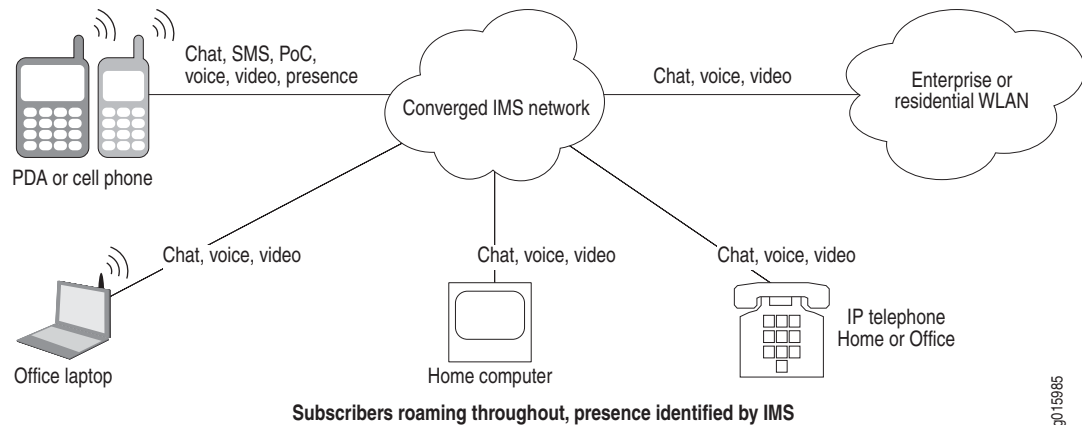 Chat, SMS, PoC,
voice, video, presence
Chat, voice, video
Converged IMS network
Enterprise or
residential WLAN
PDA or cell phone
Chat, voice, video
Chat, voice, video
Chat, voice, video
IP telephone
Home or Office
Office laptop
Home computer
Subscribers roaming throughout, presence identified by IMS
g015985